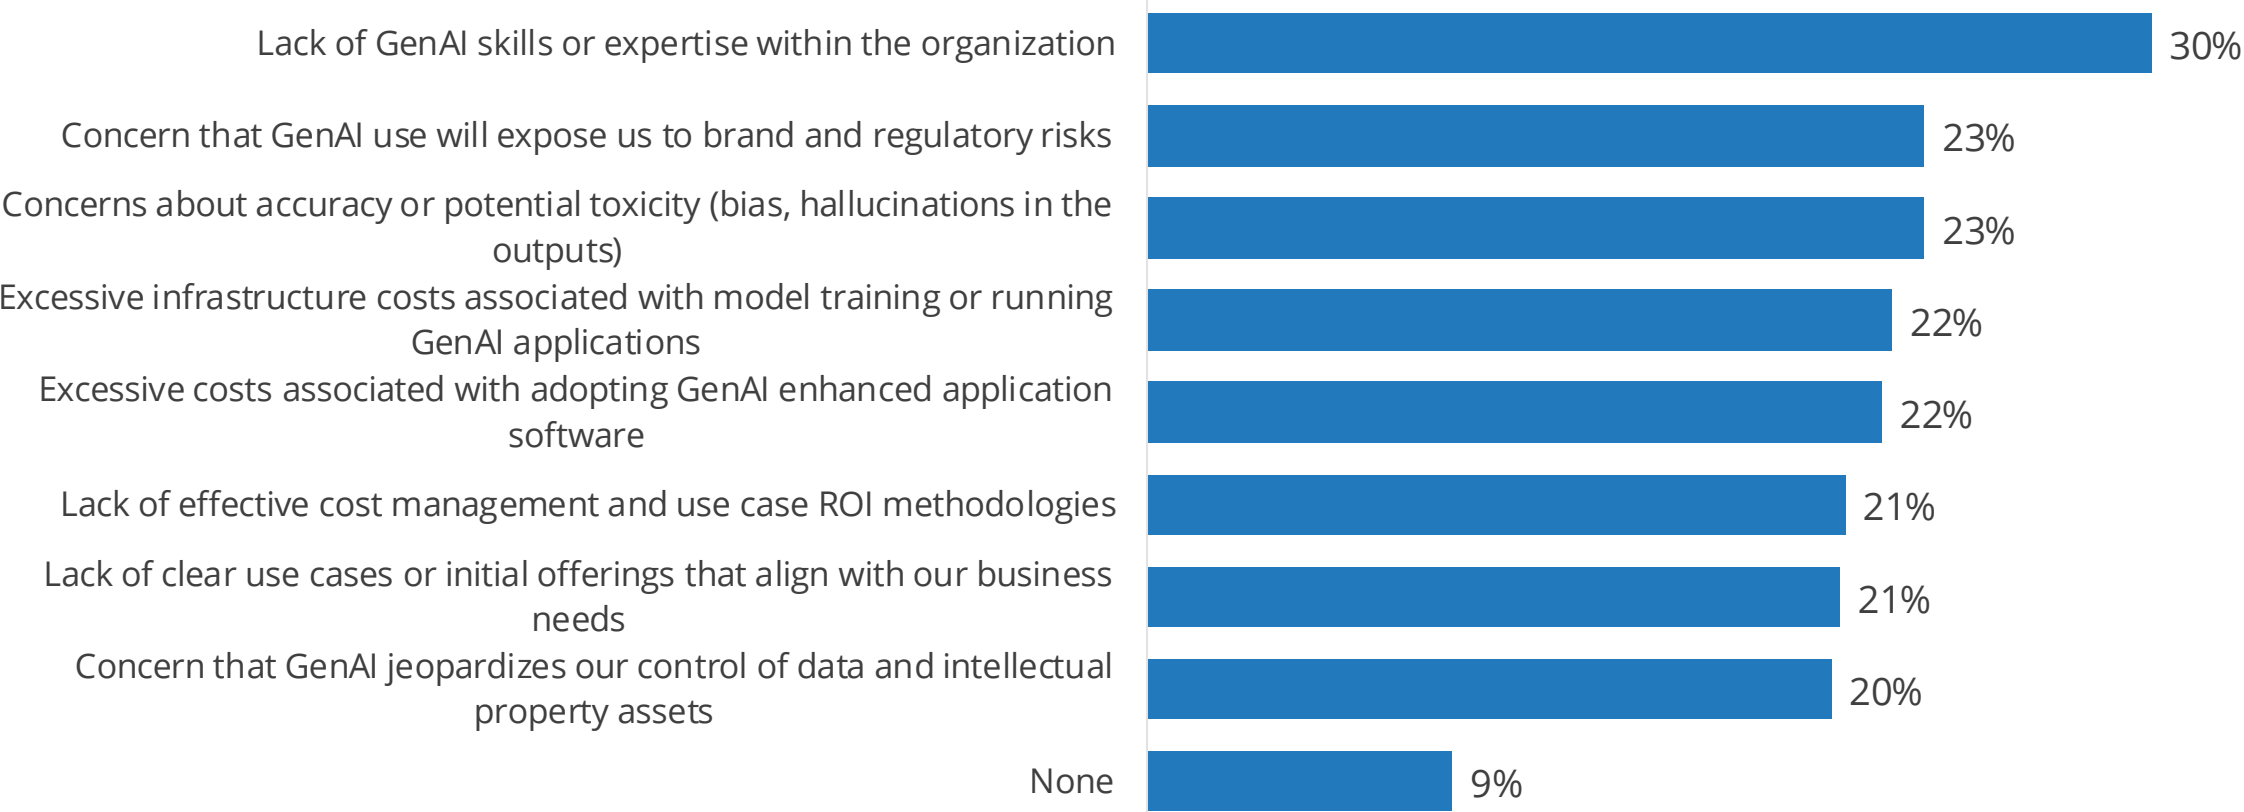 Lack of GenAI skills or expertise within the organization
30%
Concern that GenAI use will expose us to brand and regulatory risks
23%
Concerns about accuracy or potential toxicity (bias, hallucinations in the
outputs)
23%
Excessive infrastructure costs associated with model training or running
GenAI applications
22%
Excessive costs associated with adopting GenAI enhanced application
software
22%
Lack of effective cost management and use case ROI methodologies
21%
Lack of clear use cases or initial offerings that align with our business
needs
21%
Concern that GenAI jeopardizes our control of data and intellectual
property assets
20%
None
9%